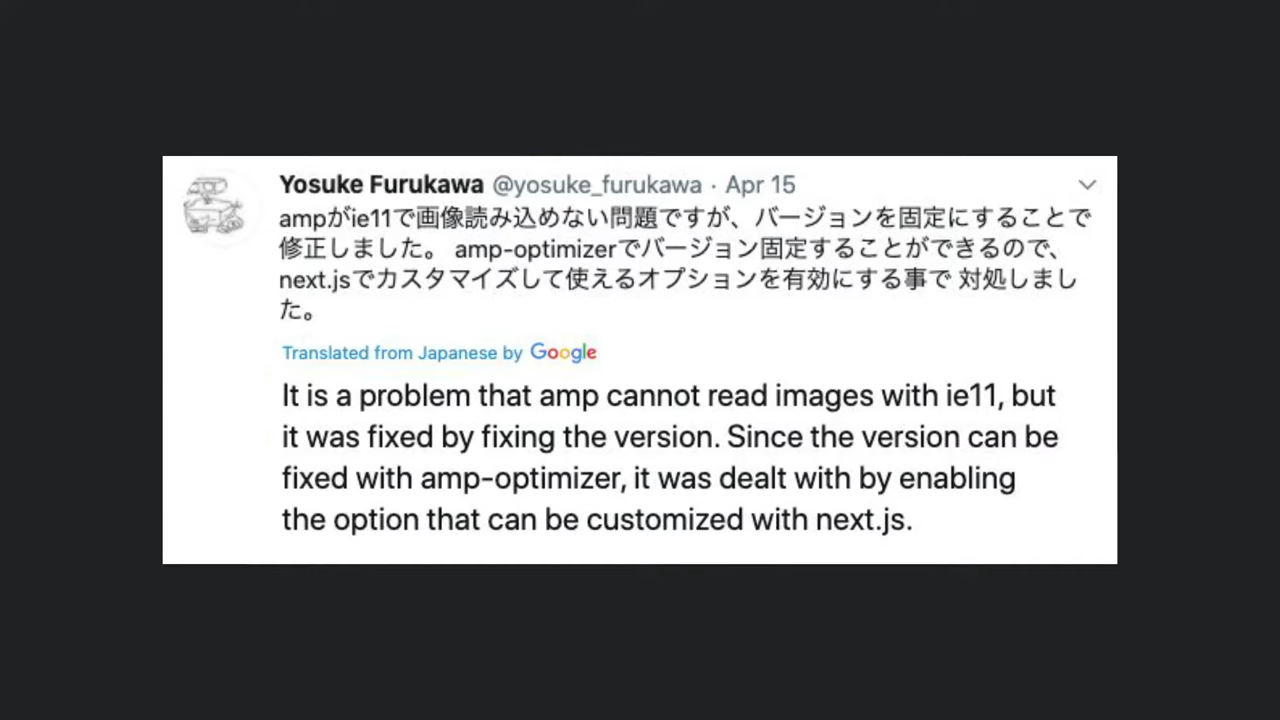 Yosuke Furukawa @yosuke_furukawa · Apr 15
ampがie11で画像読み込めない問題ですが、バージョンを固定にすることで
修正しました。 amp-optimizerでバージョン固定することができるので、
next.jsでカスタマイズして使えるオプションを有効にする事で 対処しまし
た。
Translated from Japanese by Google
It is a problem that amp cannot read images with ie11, but
it was fixed by fixing the version. Since the version can be
fixed with amp-optimizer, it was dealt with by enabling
the option that can be customized with next.js.